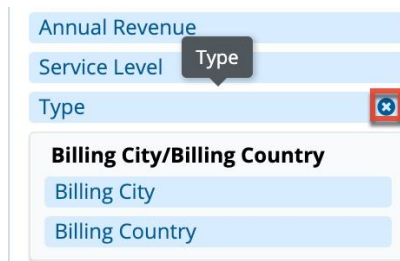 Annual Revenue
Service Level
Type
Type
Billing City/Billing Country
Billing City
Billing Country